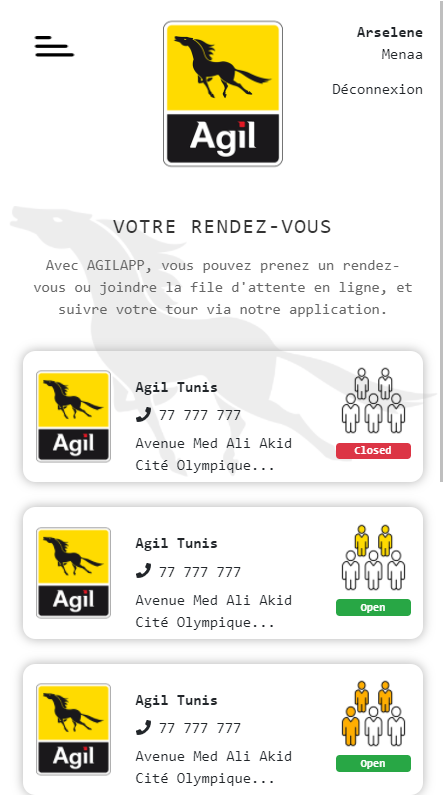 Arselene
Menaa
Déconnexion
Agil
VOTRE RENDEZ-VOUS
Avec AGILAPP, vous pouvez prenez un rendez-
vous ou joindre la file d'attente en ligne, et
suivre votre tour via notre application.
Agil
Agil Tunis
77 777 777
Avenue Med Ali Akid
Cité Olympique...
Closed
Agil
Agil Tunis
77 777 777
Avenue Med Ali Akid
Cité Olympique...
Open
Agil
Agil Tunis
77 777 777
Avenue Med Ali Akid
Cité Olympique...
Open